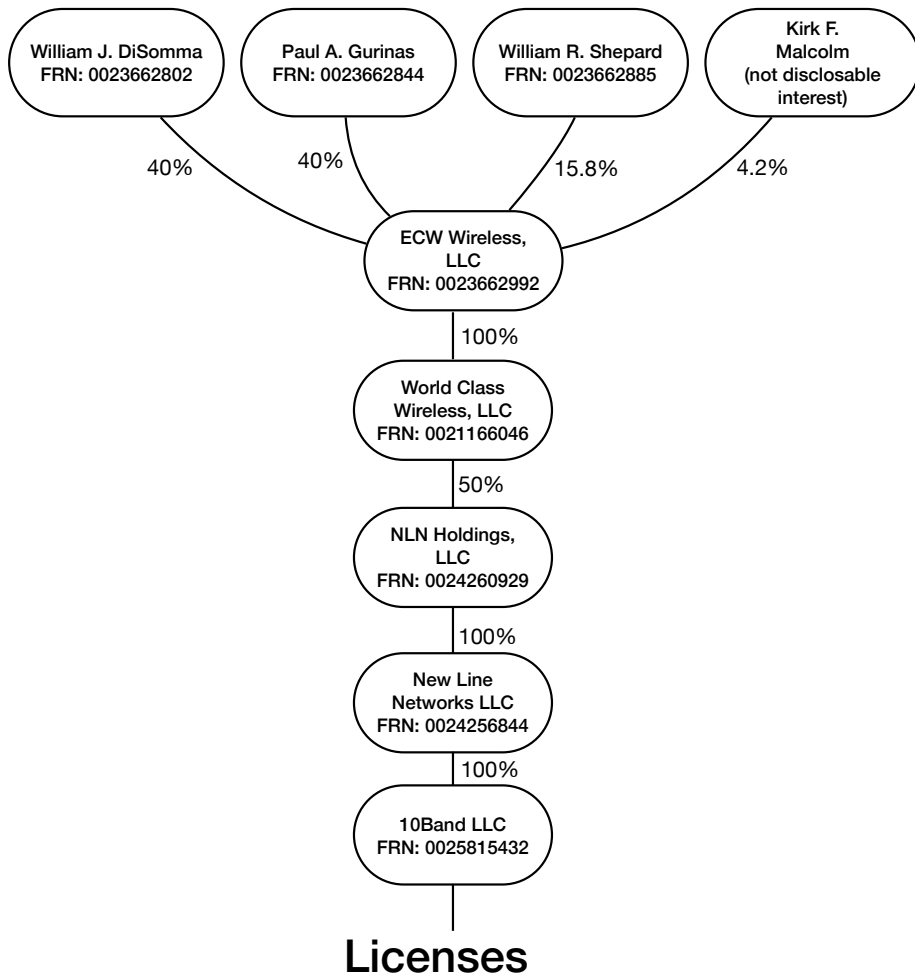 William J. DiSomma
FRN: 0023662802
Paul A. Gurinas
FRN: 0023662844
William R. Shepard
FRN: 0023662885
Kirk F.
Malcolm
(not disclosable
interest)
40%
40%
15.8%
4.2%
ECW Wireless,
LLC
FRN: 0023662992
100%
World Class
Wireless, LLC
FRN: 0021166046
50%
NLN Holdings,
LLC
FRN: 0024260929
100%
New Line
Networks LLC
FRN: 0024256844
100%
10Band LLC
FRN: 0025815432
Licenses